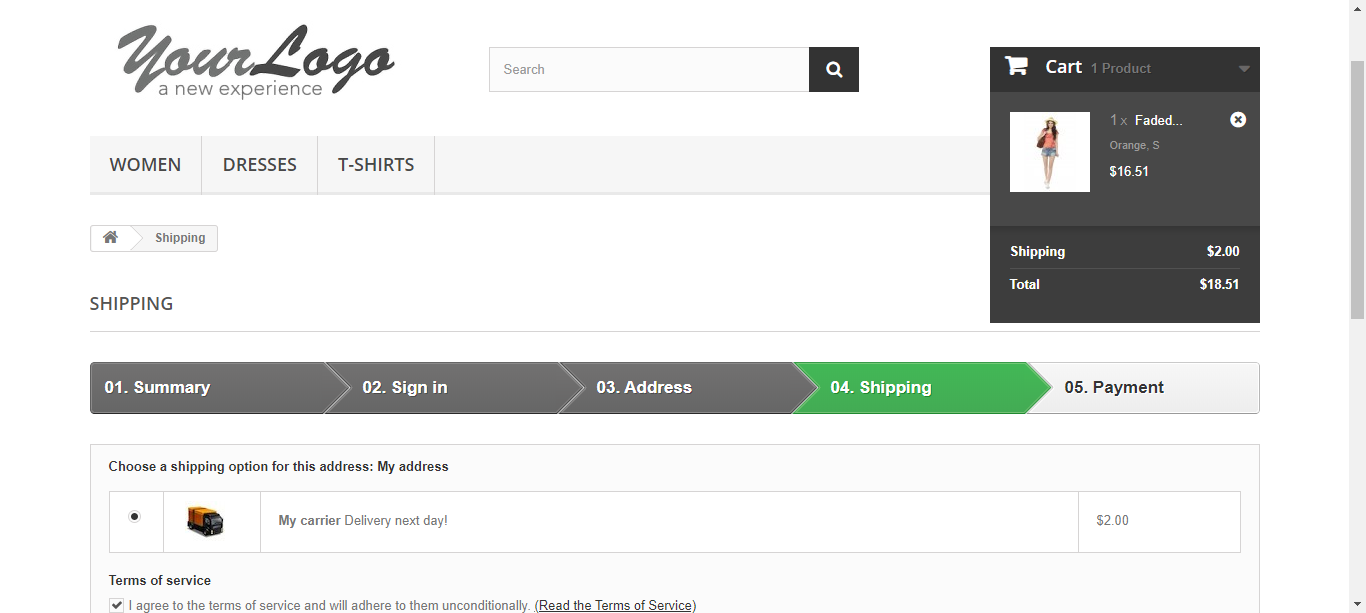 YourLogo
a new experience
Search
Cart 1 Product
1 x Faded...
Orange, S
$16.51
Shipping $2.00
Total $18.51
WOMEN DRESSES T-SHIRTS
Shipping
SHIPPING
01. Summary 02. Sign in 03. Address 04. Shipping 05. Payment
Choose a shipping option for this address: My address
My carrier Delivery next day! $2.00
Terms of service
I agree to the terms of service and will adhere to them unconditionally. (Read the Terms of Service)